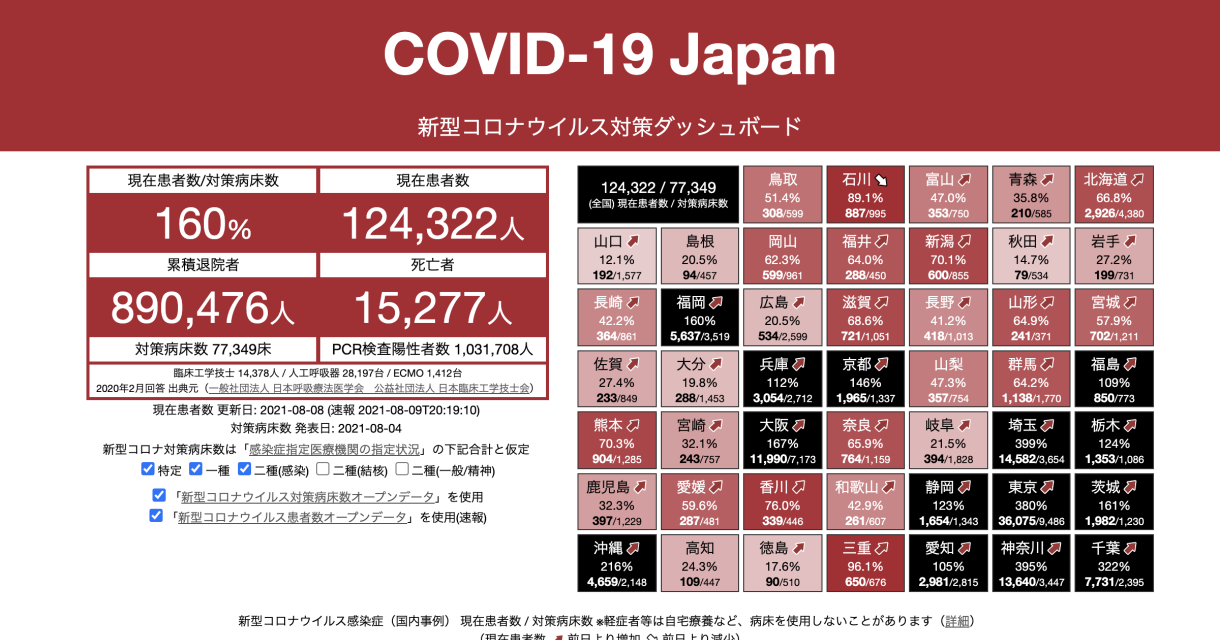 COVID-19 Japan
新型コロナウイルス対策ダッシュボード
現在患者数/対策病床数 現在患者数
160% 124,322人
累積退院者 死亡者
890,476人 15,277人
対策病床数 77,349床 PCR検査陽性者数 1,031,708人
臨床工学技士 14,378人 / 人工呼吸器 28,197台 / ECMO 1,412台
2020年2月回答 出典元（一般社団法人 日本呼吸療法医学会　公益社団法人 日本臨床工学技士会）
現在患者数 更新日: 2021-08-08 (速報 2021-08-09T20:19:10)
対策病床数 発表日: 2021-08-04
新型コロナ対策病床数は「感染症指定医療機関の指定状況」の下記合計と仮定
特定 一種 二種(感染) 二種(結核) 二種(一般/精神)
「新型コロナウイルス対策病床数オープンデータ」を使用
「新型コロナウイルス患者数オープンデータ」を使用(速報)
124,322 / 77,349
(全国) 現在患者数 / 対策病床数
鳥取 石川 富山 青森 北海道
51.4% 89.1% 47.0% 35.8% 66.8%
308/599 887/995 353/750 210/585 2,926/4,380
山口 島根 岡山 福井 新潟 秋田 岩手
12.1% 20.5% 62.3% 64.0% 70.1% 14.7% 27.2%
192/1,577 94/457 599/961 288/450 600/855 79/534 199/731
長崎 福岡 広島 滋賀 長野 山形 宮城
42.2% 160% 20.5% 68.6% 41.2% 64.9% 57.9%
364/861 5,637/3,519 534/2,599 721/1,051 418/1,013 241/371 702/1,211
佐賀 大分 兵庫 京都 山梨 群馬 福島
27.4% 19.8% 112% 146% 47.3% 64.2% 109%
233/849 288/1,453 3,054/2,712 1,965/1,337 357/754 1,138/1,770 850/773
熊本 宮崎 大阪 奈良 岐阜 埼玉 栃木
70.3% 32.1% 167% 65.9% 21.5% 399% 124%
904/1,285 243/757 11,990/7,173 764/1,159 394/1,828 14,582/3,654 1,353/1,086
鹿児島 愛媛 香川 和歌山 静岡 東京 茨城
32.3% 59.6% 76.0% 42.9% 123% 380% 161%
397/1,229 287/481 339/446 261/607 1,654/1,343 36,075/9,486 1,982/1,230
沖縄 高知 徳島 三重 愛知 神奈川 千葉
216% 24.3% 17.6% 96.1% 105% 395% 322%
4,659/2,148 109/447 90/510 650/676 2,981/2,815 13,640/3,447 7,731/2,395
新型コロナウイルス感染症（国内事例） 現在患者数 / 対策病床数 ※軽症者等は自宅療養など、病床を使用しないことがあります（詳細）
（現在患者数 前日より増加 前日より減少）